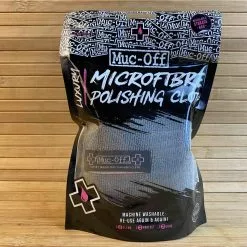 Muc-Off
LUXURY
MICROFIBRE
POLISHING CLOTH
Muc-Off
MACHINE WASHABLE
RE-USE AGAIN & AGAIN!